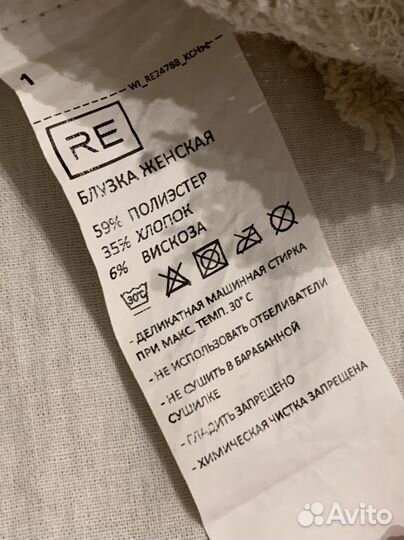 1
WI_RE24788_KCH
RE
БЛУЗКА ЖЕНСКАЯ
59% ПОЛИЭСТЕР
35% ХЛОПОК
6% ВИСКОЗА
30°C
- ДЕЛИКАТНАЯ МАШИННАЯ СТИРКА
ПРИ МАКС. ТЕМП. 30° С
- НЕ ИСПОЛЬЗОВАТЬ ОТБЕЛИВАТЕЛИ
- НЕ СУШИТЬ В БАРАБАННОЙ
СУШИЛКЕ
- ГЛАДИТЬ ЗАПРЕЩЕНО
- ХИМИЧЕСКАЯ ЧИСТКА ЗАПРЕЩЕНА
Avito